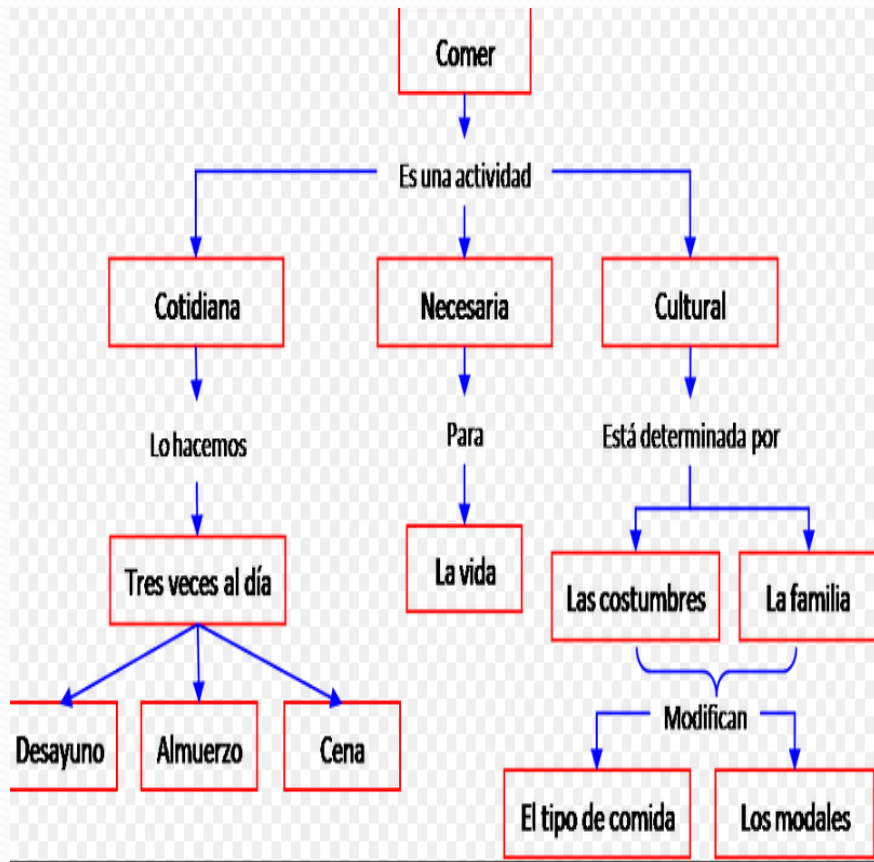 Comer
Es una actividad
Cotidiana
Necesaria
Cultural
Lo hacemos
Para
Está determinada por
Tres veces al día
La vida
Las costumbres
La familia
Modifican
Desayuno
Almuerzo
Cena
El tipo de comida
Los modales